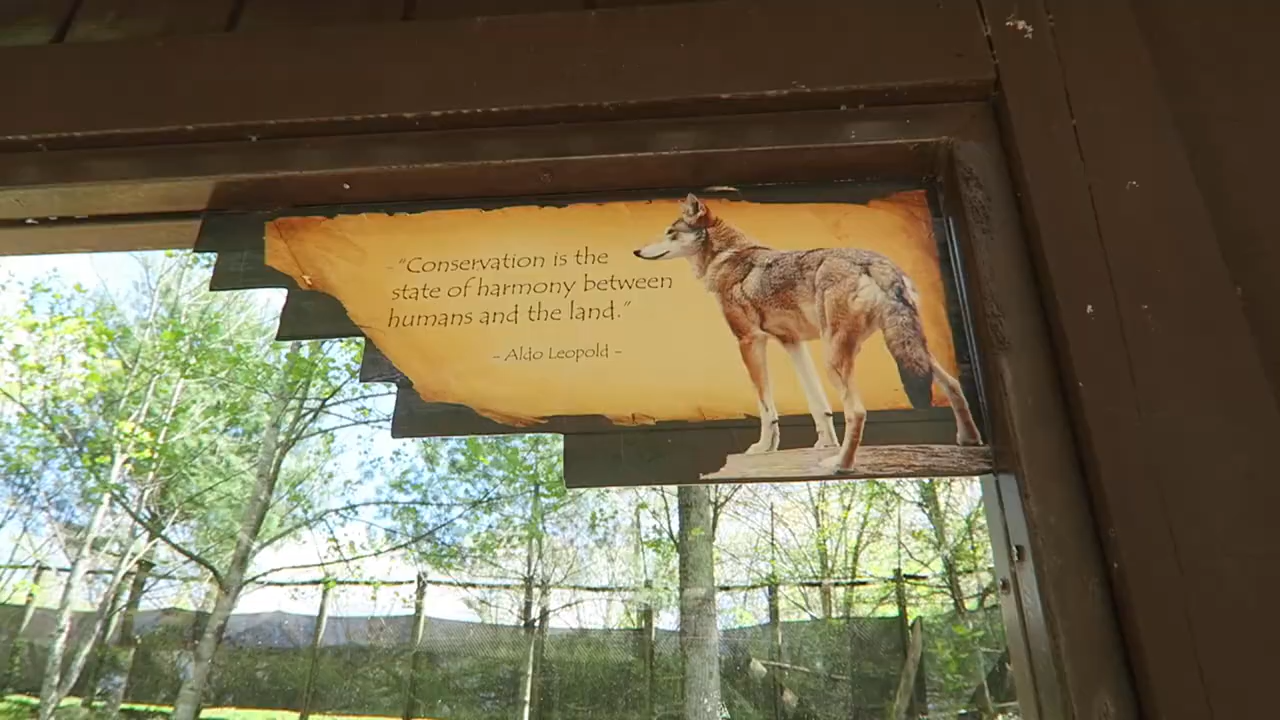 "Conservation is the
state of harmony between
humans and the land."
- Aldo Leopold -